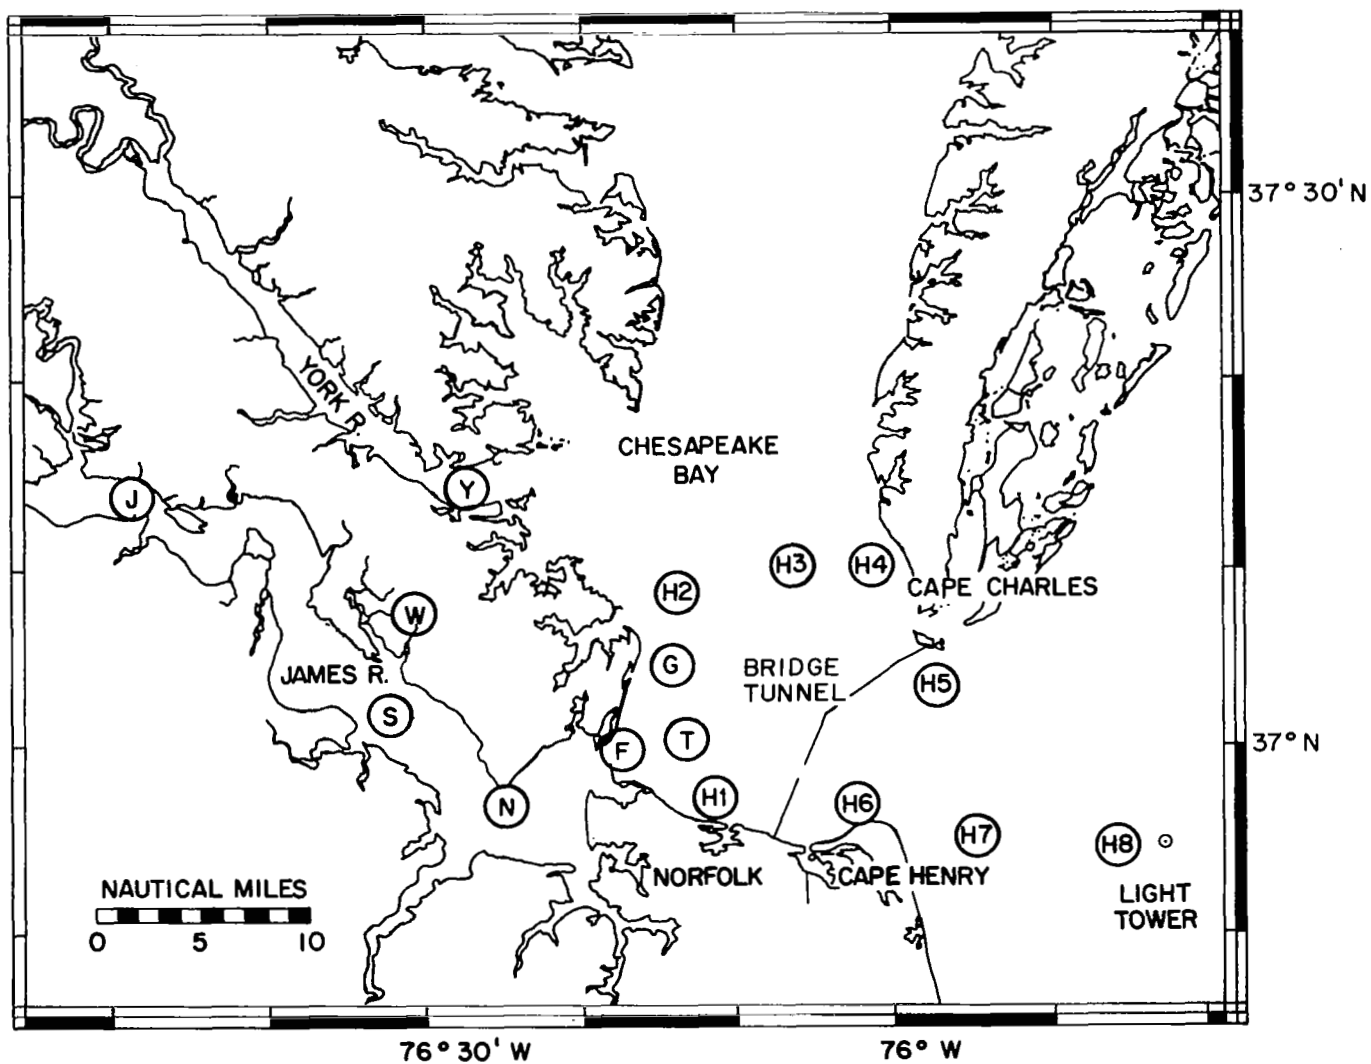 37° 30' N
YORK R.
CHESAPEAKE
BAY
J
Y
H3
H4
H2
CAPE CHARLES
W
G
BRIDGE
TUNNEL
JAMES R.
H5
S
T
F
37° N
H1
N
H6
H7
H8
NAUTICAL MILES
NORFOLK
CAPE HENRY
LIGHT
TOWER
0 5 10
76° 30' W
76° W